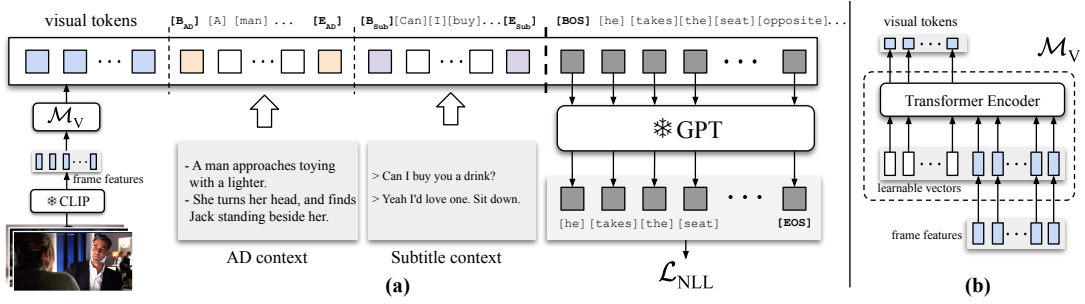 visual tokens
[B_AD] [A] [man] ... [E_AD]
[B_Sub] [Can][I][buy]...[E_Sub]
[BOS] [he] [takes][the][seat][opposite]...
M_V
frame features
❄ CLIP
- A man approaches toying
with a lighter.
- She turns her head, and finds
Jack standing beside her.
AD context
> Can I buy you a drink?
> Yeah I'd love one. Sit down.
Subtitle context
❄ GPT
[he] [takes] [the] [seat]
[EOS]
L_NLL
(a)
visual tokens
M_V
Transformer Encoder
learnable vectors
frame features
(b)